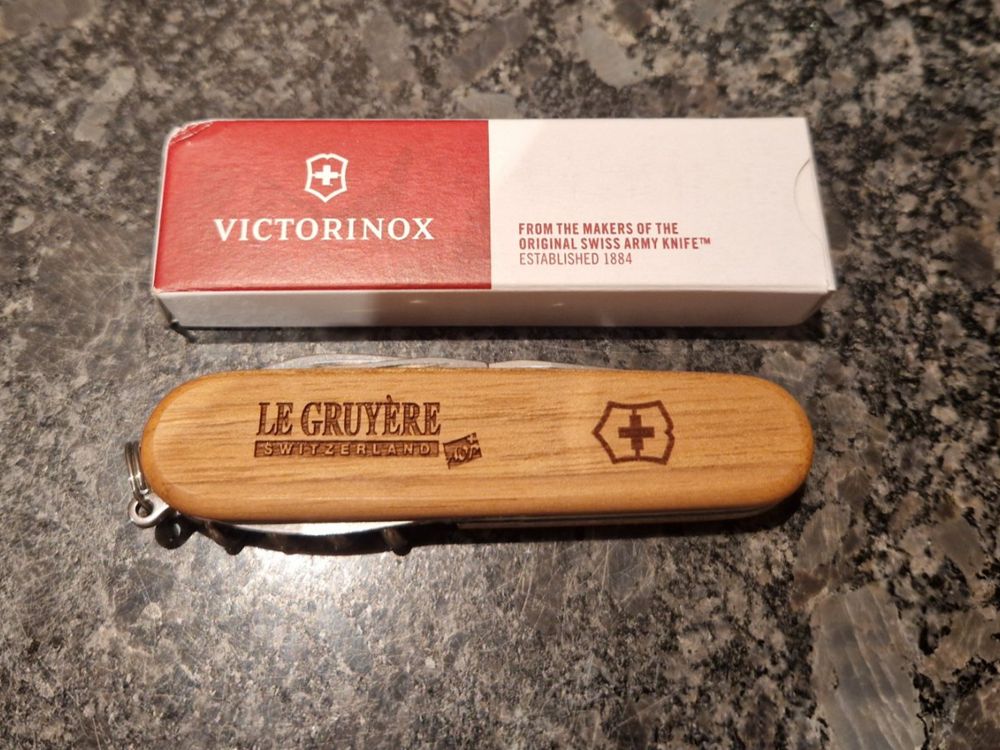 VICTORINOX
FROM THE MAKERS OF THE
ORIGINAL SWISS ARMY KNIFE™
ESTABLISHED 1884
LE GRUYÈRE
SWITZERLAND